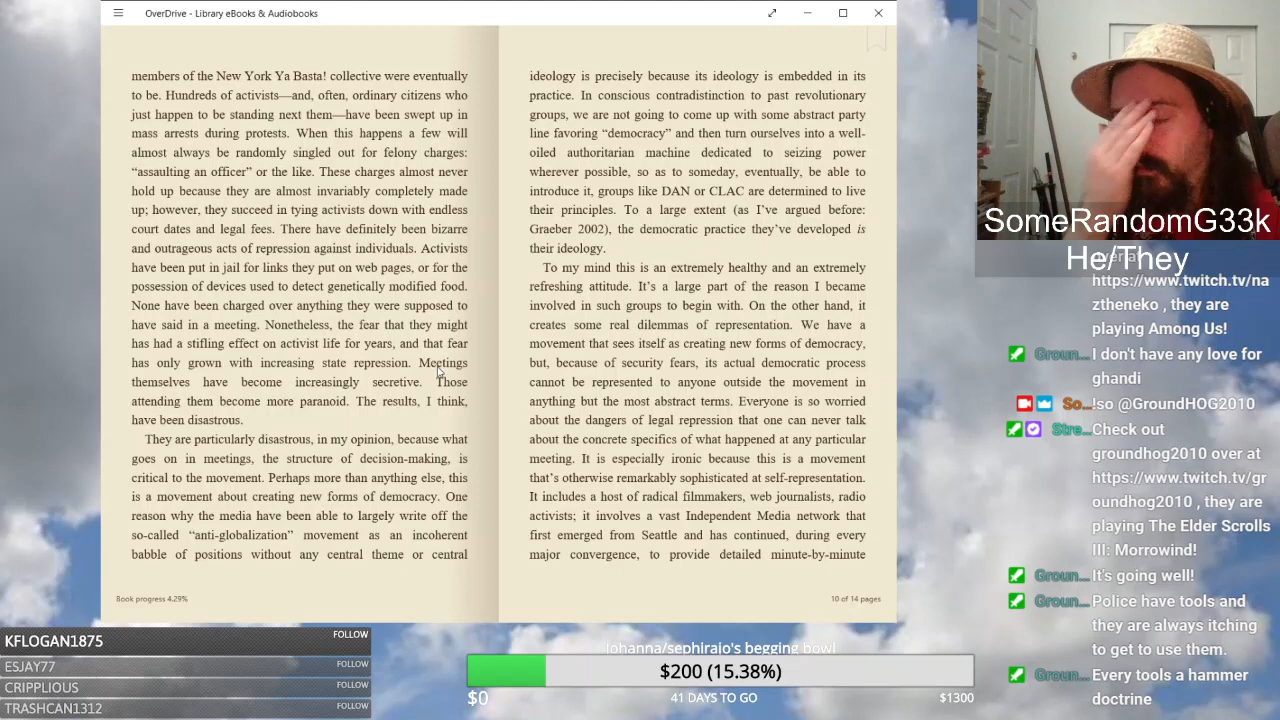 OverDrive - Library eBooks & Audiobooks
members of the New York Ya Basta! collective were eventually
to be. Hundreds of activists—and, often, ordinary citizens who
just happen to be standing next them—have been swept up in
mass arrests during protests. When this happens a few will
almost always be randomly singled out for felony charges:
“assaulting an officer” or the like. These charges almost never
hold up because they are almost invariably completely made
up; however, they succeed in tying activists down with endless
court dates and legal fees. There have definitely been bizarre
and outrageous acts of repression against individuals. Activists
have been put in jail for links they put on web pages, or for the
possession of devices used to detect genetically modified food.
None have been charged over anything they were supposed to
have said in a meeting. Nonetheless, the fear that they might
has had a stifling effect on activist life for years, and that fear
has only grown with increasing state repression. Meetings
themselves have become increasingly secretive. Those
attending them become more paranoid. The results, I think,
have been disastrous.
They are particularly disastrous, in my opinion, because what
goes on in meetings, the structure of decision-making, is
critical to the movement. Perhaps more than anything else, this
is a movement about creating new forms of democracy. One
reason why the media have been able to largely write off the
so-called “anti-globalization” movement as an incoherent
babble of positions without any central theme or central
Book progress 4.29%
ideology is precisely because its ideology is embedded in its
practice. In conscious contradistinction to past revolutionary
groups, we are not going to come up with some abstract party
line favoring “democracy” and then turn ourselves into a well-
oiled authoritarian machine dedicated to seizing power
wherever possible, so as to someday, eventually, be able to
introduce it, groups like DAN or CLAC are determined to live
their principles. To a large extent (as I’ve argued before:
Graeber 2002), the democratic practice they’ve developed is
their ideology.
To my mind this is an extremely healthy and an extremely
refreshing attitude. It’s a large part of the reason I became
involved in such groups to begin with. On the other hand, it
creates some real dilemmas of representation. We have a
movement that sees itself as creating new forms of democracy,
but, because of security fears, its actual democratic process
cannot be represented to anyone outside the movement in
anything but the most abstract terms. Everyone is so worried
about the dangers of legal repression that one can never talk
about the concrete specifics of what happened at any particular
meeting. It is especially ironic because this is a movement
that’s otherwise remarkably sophisticated at self-representation.
It includes a host of radical filmmakers, web journalists, radio
activists; it involves a vast Independent Media network that
first emerged from Seattle and has continued, during every
major convergence, to provide detailed minute-by-minute
10 of 14 pages
SomeRandomG33k
He/They
https://www.twitch.tv/na
ztheneko , they are
playing Among Us!
Groun... I don't have any love for
ghandi
So... !so @GroundHOG2010
Stre... Check out
groundhog2010 over at
https://www.twitch.tv/gr
oundhog2010 , they are
playing The Elder Scrolls
III: Morrowind!
Groun... It's going well!
Groun... Police have tools and
they are always itching
to get to use them.
Groun... Every tools a hammer
doctrine
KFLOGAN1875 FOLLOW
ESJAY77 FOLLOW
CRIPPLIOUS FOLLOW
TRASHCAN1312 FOLLOW
begging bowl
$200 (15.38%)
$0 41 DAYS TO GO $1300